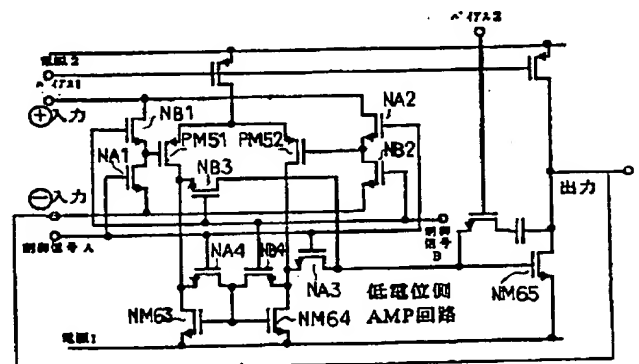 バイアス2
電源2
バイアス1
⊕入力
NB1
NA2
PM51
PM52
NA1
NB3
NB2
⊖入力
出力
制御信号A
制御
信号
B
NA4
NB4
NA3
低電位側
AMP回路
NM63
NM64
NM65
電源1